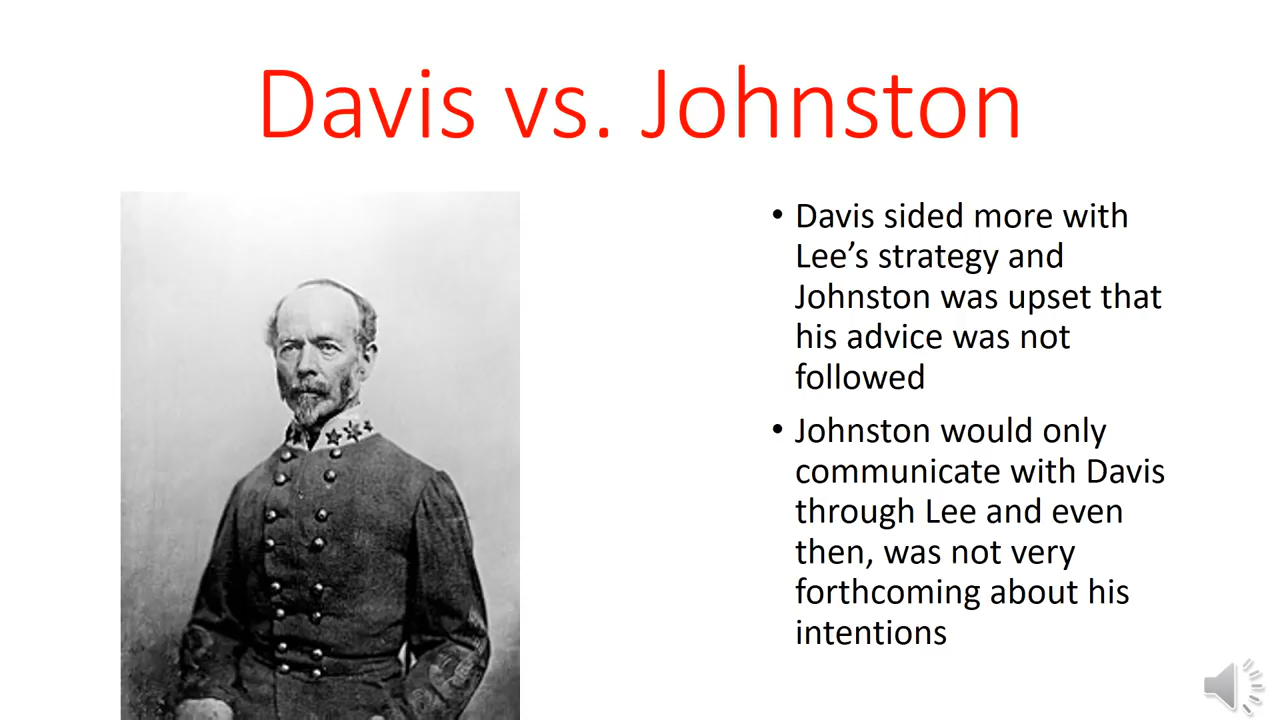 Davis vs. Johnston
• Davis sided more with
Lee’s strategy and
Johnston was upset that
his advice was not
followed
• Johnston would only
communicate with Davis
through Lee and even
then, was not very
forthcoming about his
intentions